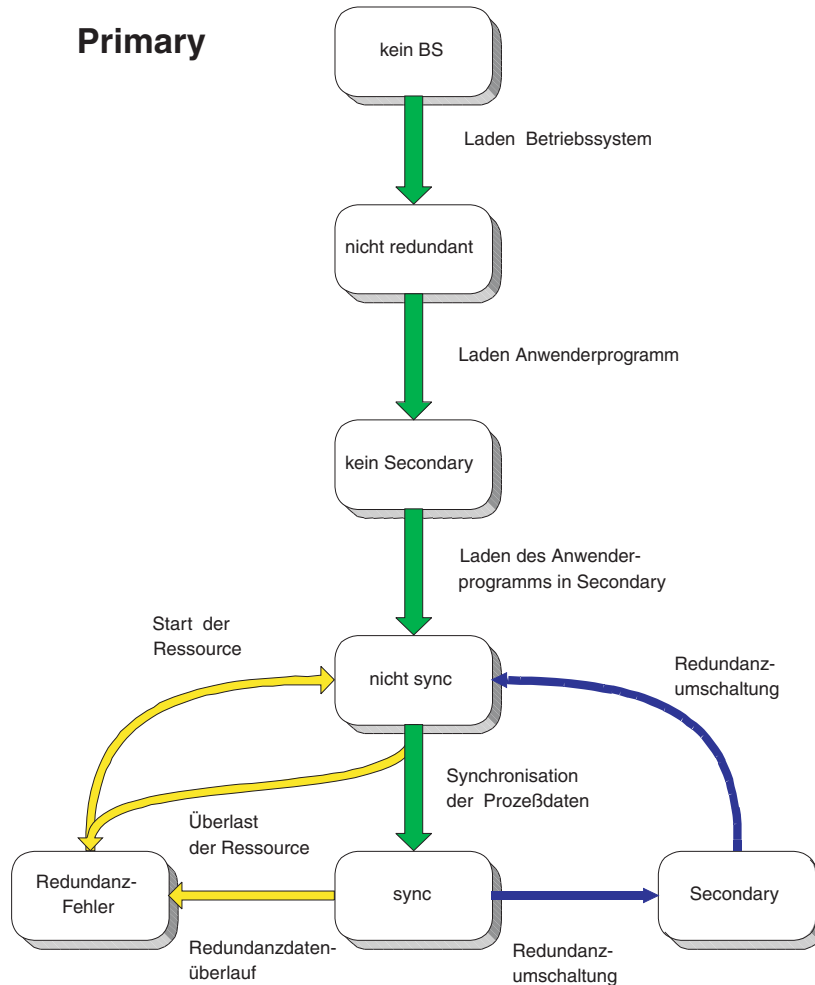 Primary
kein BS
Laden Betriebssystem
nicht redundant
Laden Anwenderprogramm
kein Secondary
Laden des Anwender-
programms in Secondary
Start der
Ressource
nicht sync
Redundanz-
umschaltung
Synchronisation
der Prozeßdaten
Überlast
der Ressource
Redundanz-
Fehler
sync
Secondary
Redundanzdaten-
überlauf
Redundanz-
umschaltung